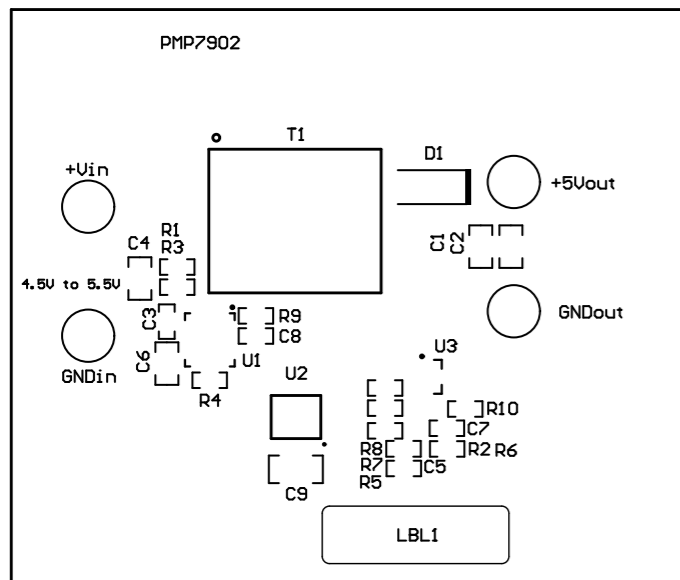 PMP7902
T1
D1
+Vin
+5Vout
R1
C4
R3
C1
C2
4.5V to 5.5V
C3
R9
GNDout
C8
C6
U1
U3
GNDin
R4
U2
R10
C7
R8
R2 R6
R7
C5
R5
C9
LBL1